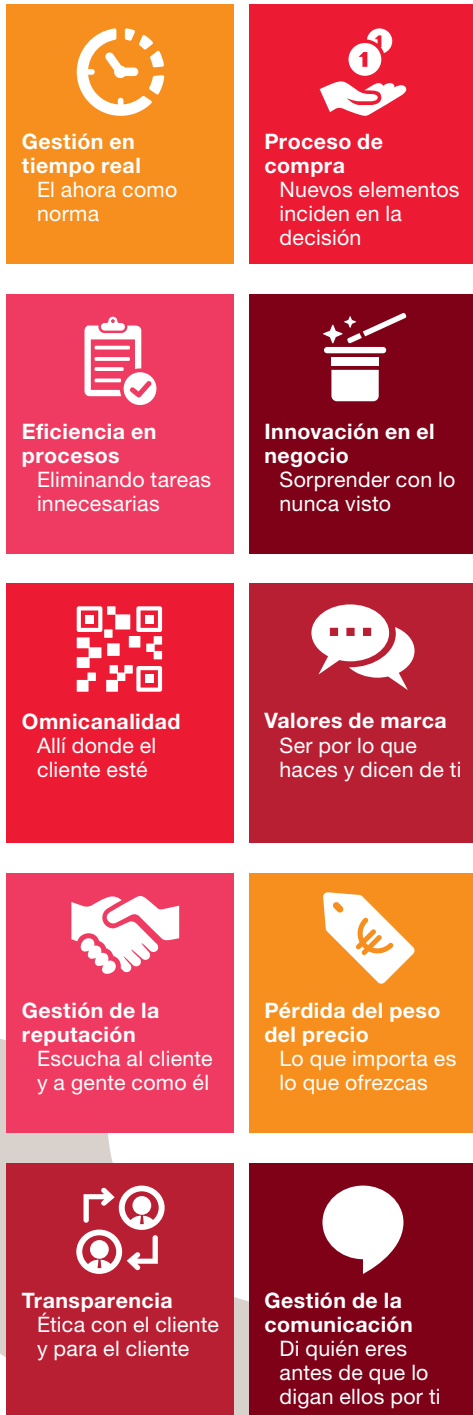 Gestión en
tiempo real
El ahora como
norma
1
1
Proceso de
compra
Nuevos elementos
inciden en la
decisión
Eficiencia en
procesos
Eliminando tareas
innecesarias
Innovación en el
negocio
Sorprender con lo
nunca visto
Omnicanalidad
Allí donde el
cliente esté
Valores de marca
Ser por lo que
haces y dicen de ti
Gestión de la
reputación
Escucha al cliente
y a gente como él
€
Pérdida del peso
del precio
Lo que importa es
lo que ofrezcas
Transparencia
Ética con el cliente
y para el cliente
Gestión de la
comunicación
Di quién eres
antes de que lo
digan ellos por ti